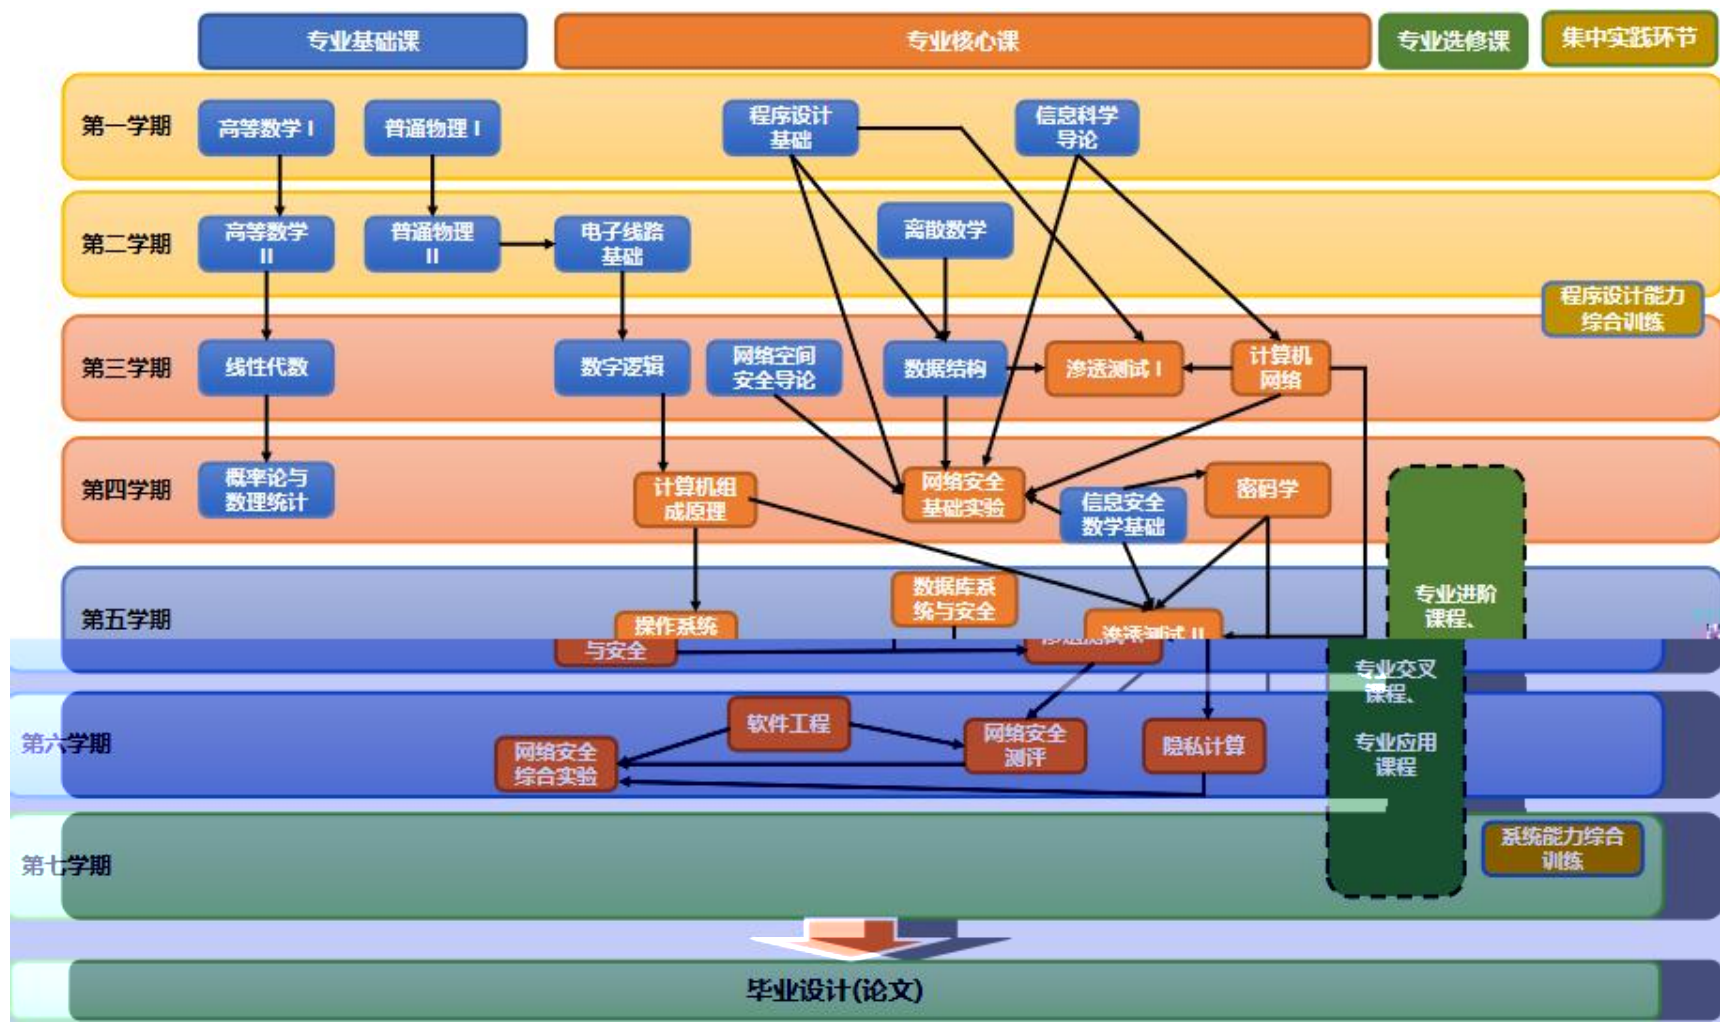 专业基础课
专业核心课
专业选修课
集中实践环节
第一学期
高等数学 I
普通物理 I
程序设计
基础
信息科学
导论
第二学期
高等数学
II
普通物理
II
电子线路
基础
离散数学
程序设计能力
综合训练
第三学期
线性代数
数字逻辑
网络空间
安全导论
数据结构
渗透测试 I
计算机
网络
第四学期
概率论与
数理统计
计算机组
成原理
网络安全
基础实验
信息安全
数学基础
密码学
第五学期
操作系统
与安全
数据库系
统与安全
渗透测试 II
专业进阶
课程、
专业交叉
课程、
专业应用
课程
第六学期
网络安全
综合实验
软件工程
网络安全
测评
隐私计算
第七学期
系统能力综合
训练
毕业设计(论文)